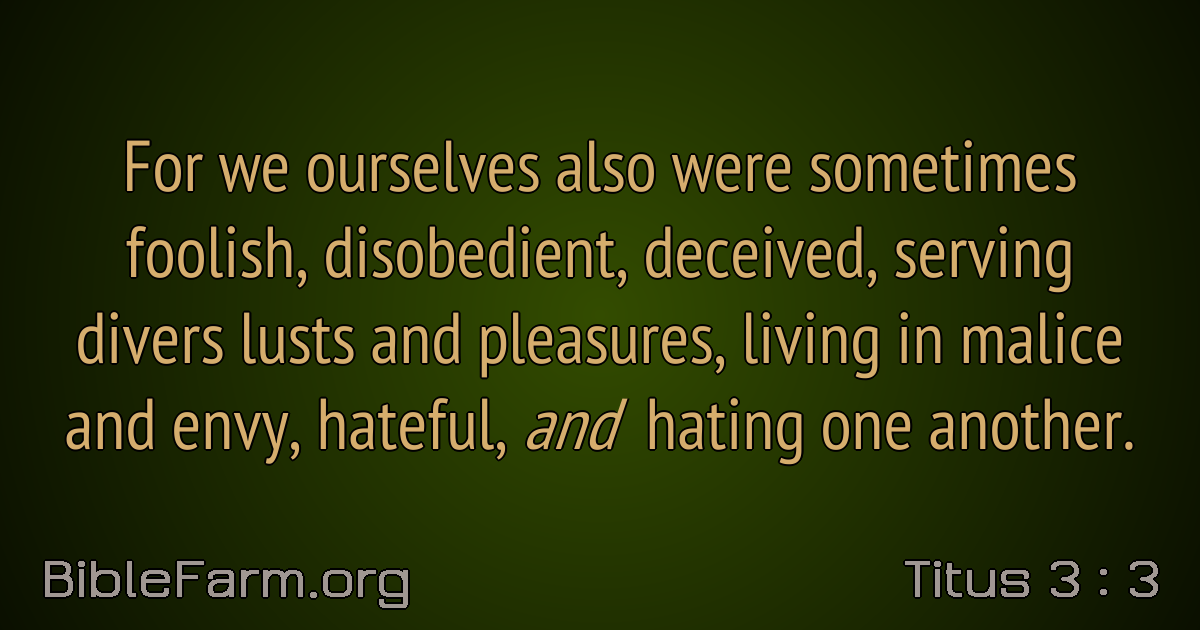 For we ourselves also were sometimes
foolish, disobedient, deceived, serving
divers lusts and pleasures, living in malice
and envy, hateful, and hating one another.
BibleFarm.org
Titus 3 : 3